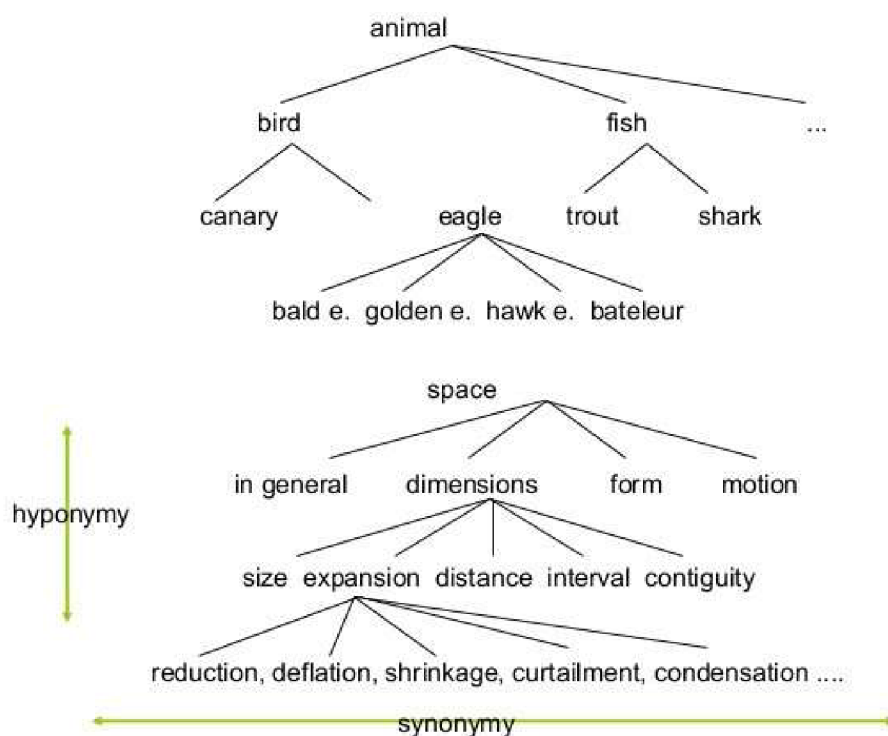 animal
bird fish ...
canary eagle trout shark
bald e. golden e. hawk e. bateleur
space
in general dimensions form motion
hyponymy
size expansion distance interval contiguity
reduction, deflation, shrinkage, curtailment, condensation ....
synonymy